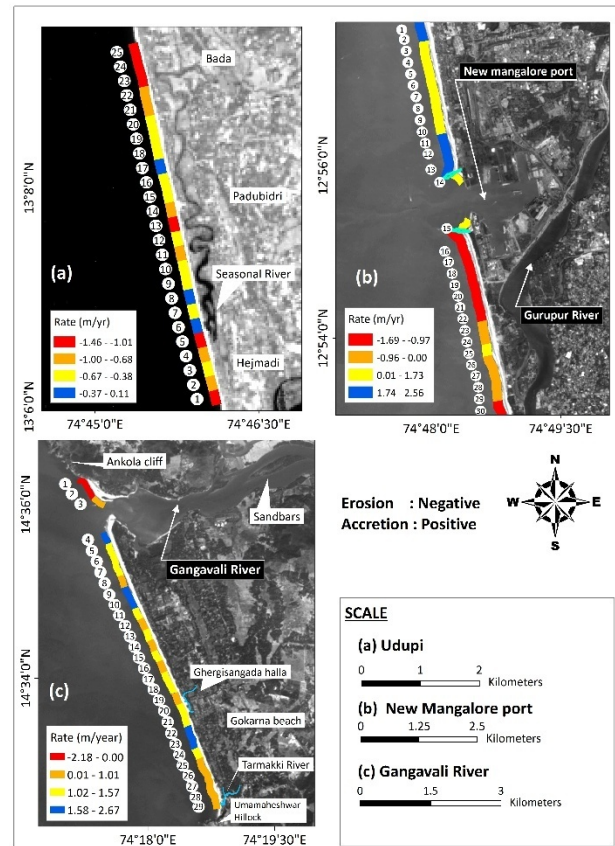 25
24
23
22
21
20
19
18
17
16
15
14
13
12
11
10
9
8
7
6
5
4
3
2
1
Bada
Padubidri
Seasonal River
Hejmadi
(a)
Rate (m/yr)
-1.46 - -1.01
-1.00 - -0.68
-0.67 - -0.38
-0.37 - 0.11
13°8'0"N
13°6'0"N
74°45'0"E
74°46'30"E
1
2
3
4
5
6
7
8
9
10
11
12
13
14
15
16
17
18
19
20
21
22
23
24
25
26
27
28
29
30
New mangalore port
Gurupur River
(b)
Rate (m/yr)
-1.69 - -0.97
-0.96 - 0.00
0.01 - 1.73
1.74 - 2.56
12°56'0"N
12°54'0"N
74°48'0"E
74°49'30"E
Ankola cliff
1
2
3
Sandbars
Gangavali River
4
5
6
7
8
9
10
11
12
13
14
15
16
17
18
19
20
21
22
23
24
25
26
27
28
29
Ghergisangada halla
Gokarna beach
Tarmakki River
Umamaheshwar
Hillock
(c)
Rate (m/year)
-2.18 - 0.00
0.01 - 1.01
1.02 - 1.57
1.58 - 2.67
14°36'0"N
14°34'0"N
74°18'0"E
74°19'30"E
N
W E
S
Erosion : Negative
Accretion : Positive
SCALE
(a) Udupi
0 1 2
Kilometers
(b) New Mangalore port
0 1.25 2.5
Kilometers
(c) Gangavali River
0 1.5 3
Kilometers